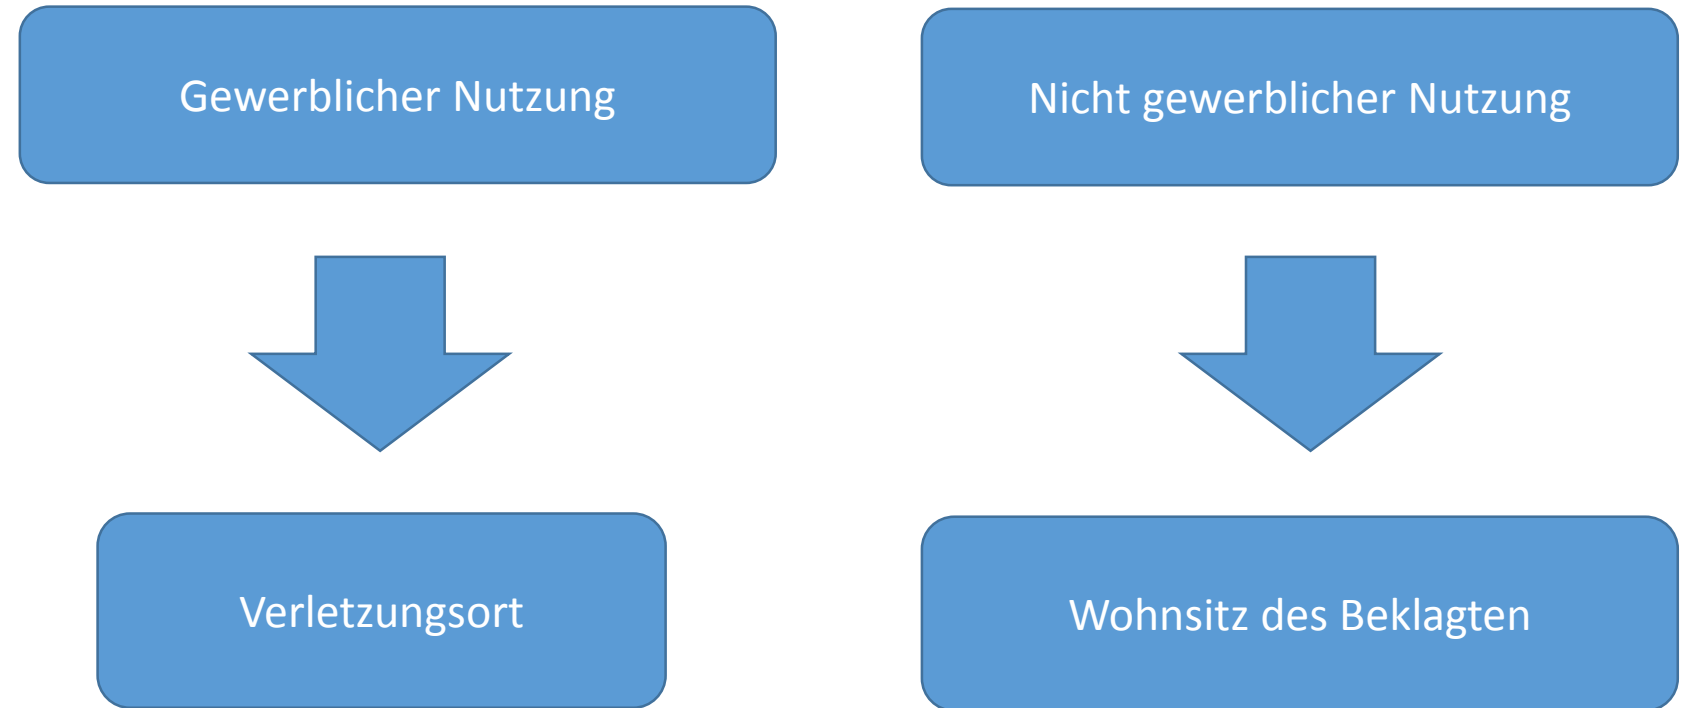 Gewerblicher Nutzung
Nicht gewerblicher Nutzung
Verletzungsort
Wohnsitz des Beklagten